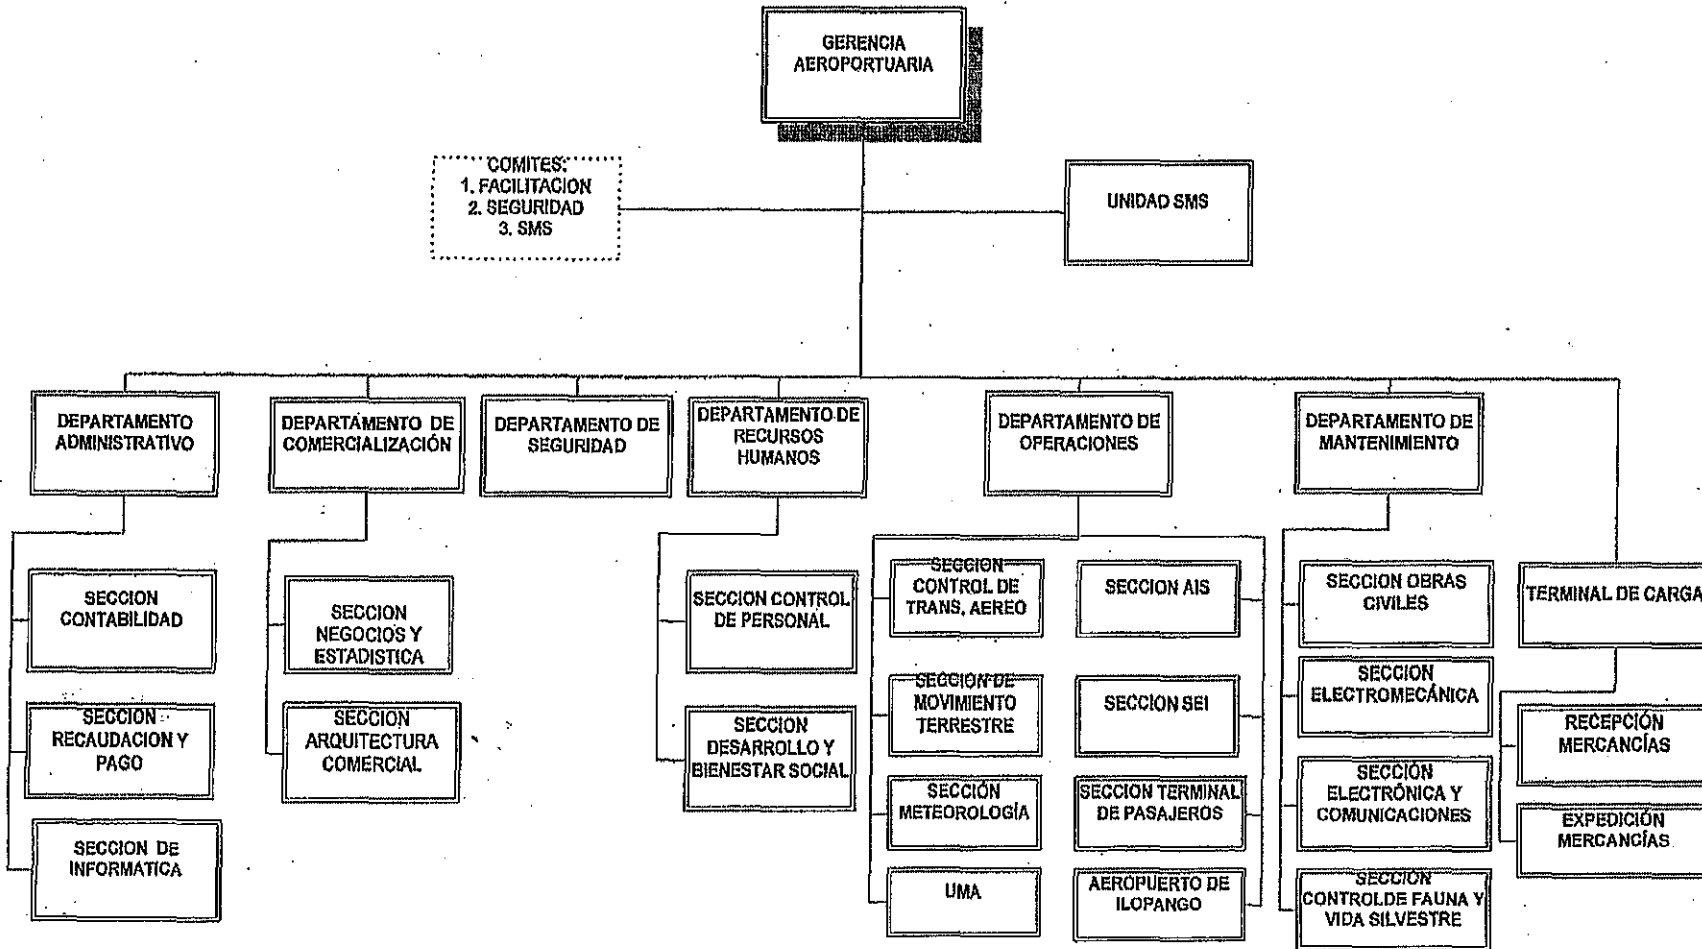 GERENCIA
AEROPORTUARIA
COMITES:
1. FACILITACION
2. SEGURIDAD
3. SMS
UNIDAD SMS
DEPARTAMENTO
ADMINISTRATIVO
DEPARTAMENTO DE
COMERCIALIZACIÓN
DEPARTAMENTO DE
SEGURIDAD
DEPARTAMENTO DE
RECURSOS
HUMANOS
DEPARTAMENTO DE
OPERACIONES
DEPARTAMENTO DE
MANTENIMIENTO
SECCION
CONTABILIDAD
SECCION
RECAUDACION Y
PAGO
SECCION DE
INFORMATICA
SECCION
NEGOCIOS Y
ESTADISTICA
SECCION
ARQUITECTURA
COMERCIAL
SECCION CONTROL
DE PERSONAL
SECCION
DESARROLLO Y
BIENESTAR SOCIAL
SECCION
CONTROL DE
TRANS. AEREO
SECCION DE
MOVIMIENTO
TERRESTRE
SECCIÓN
METEOROLOGÍA
UMA
SECCION AIS
SECCION SEI
SECCION TERMINAL
DE PASAJEROS
AEROPUERTO DE
ILOPANGO
SECCION OBRAS
CIVILES
SECCION
ELECTROMECÁNICA
SECCIÓN
ELECTRÓNICA Y
COMUNICACIONES
SECCIÓN
CONTROLDE FAUNA Y
VIDA SILVESTRE
TERMINAL DE CARGA
RECEPCIÓN
MERCANCÍAS
EXPEDICIÓN
MERCANCÍAS